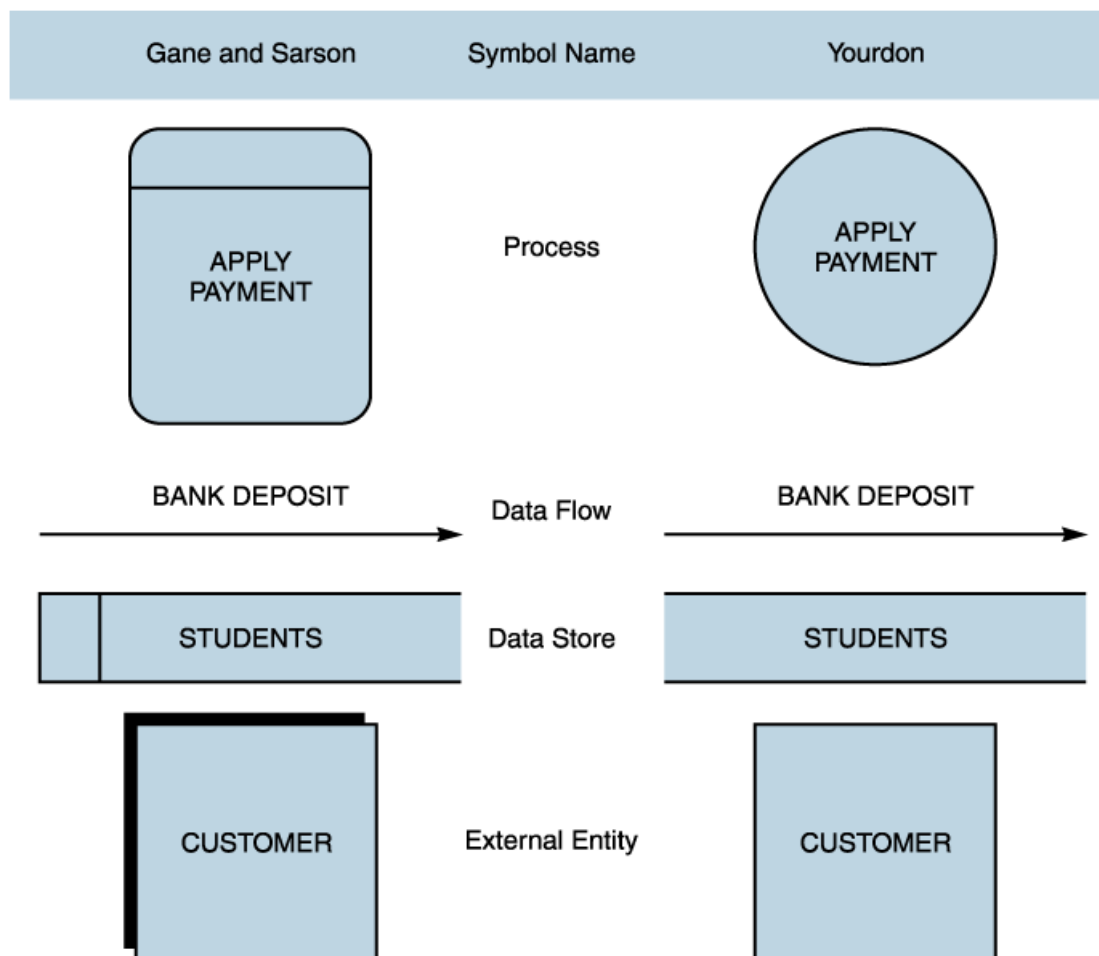 Gane and Sarson
Symbol Name
Yourdon
APPLY
PAYMENT
Process
APPLY
PAYMENT
BANK DEPOSIT
Data Flow
BANK DEPOSIT
STUDENTS
Data Store
STUDENTS
CUSTOMER
External Entity
CUSTOMER